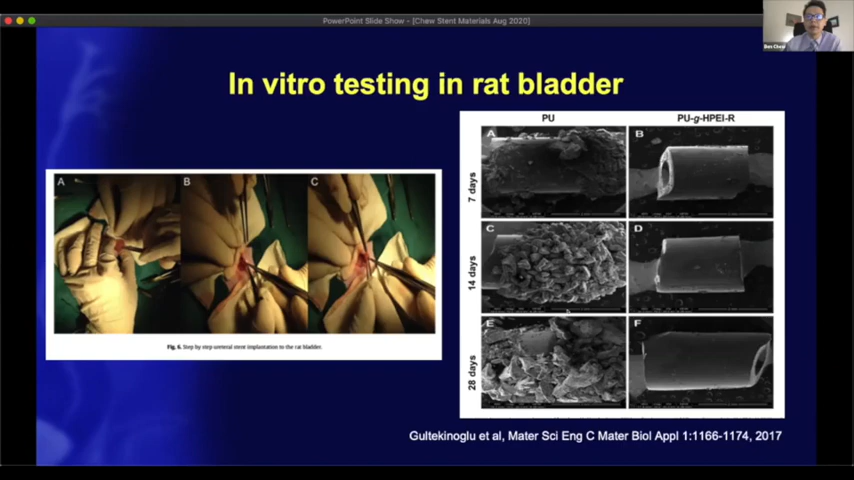 PowerPoint Slide Show - [Chew Stent Materials Aug 2020]
Ben Chew
In vitro testing in rat bladder
A
B
C
Fig. 6. Step by step ureteral stent implantation to the rat bladder.
PU
PU-g-HPEI-R
7 days
A
B
14 days
C
D
28 days
E
F
Gultekinoglu et al, Mater Sci Eng C Mater Biol Appl 1:1166-1174, 2017